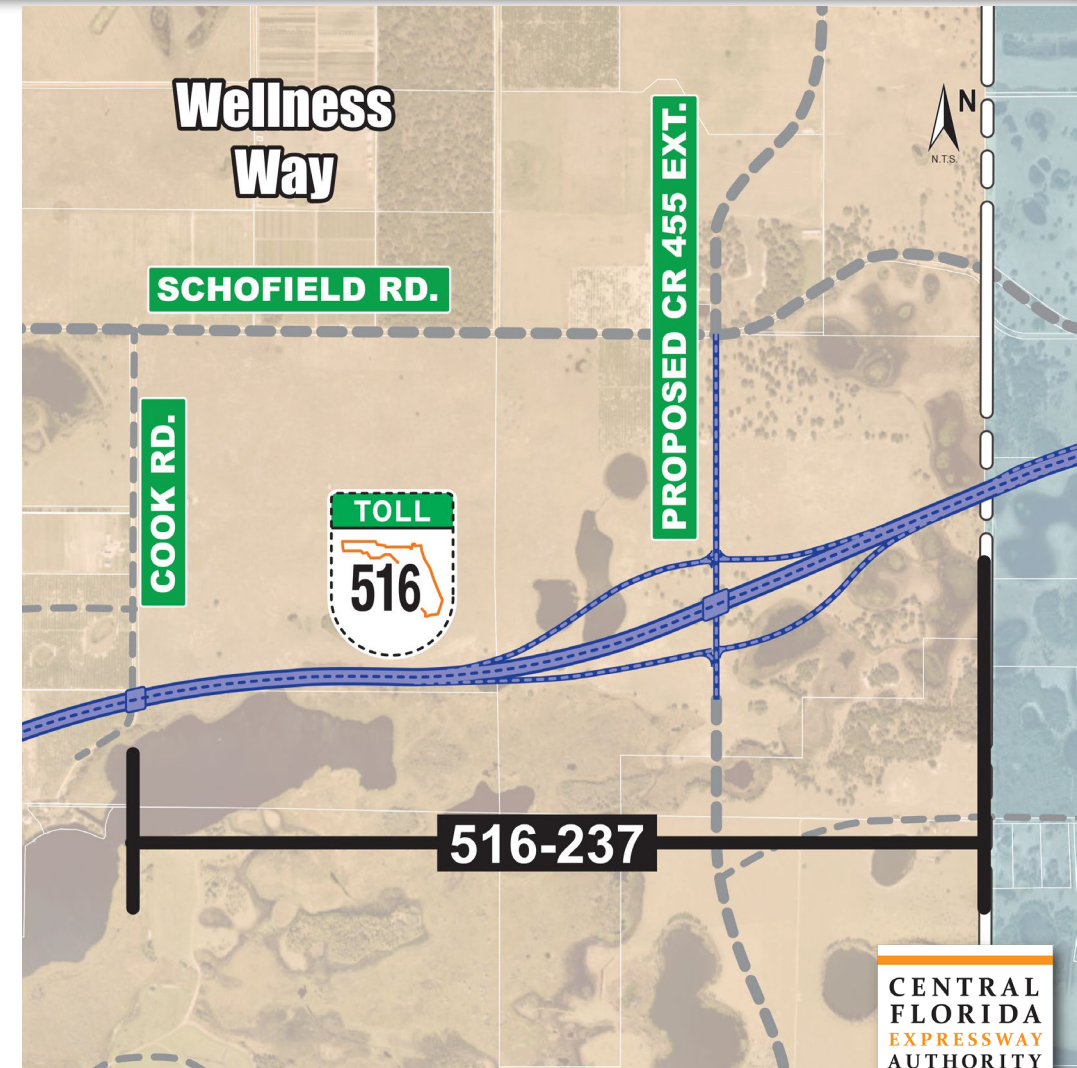 Wellness
Way
N
N.T.S.
PROPOSED CR 455 EXT.
SCHOFIELD RD.
COOK RD.
TOLL
516
516-237
CENTRAL
FLORIDA
EXPRESSWAY
AUTHORITY